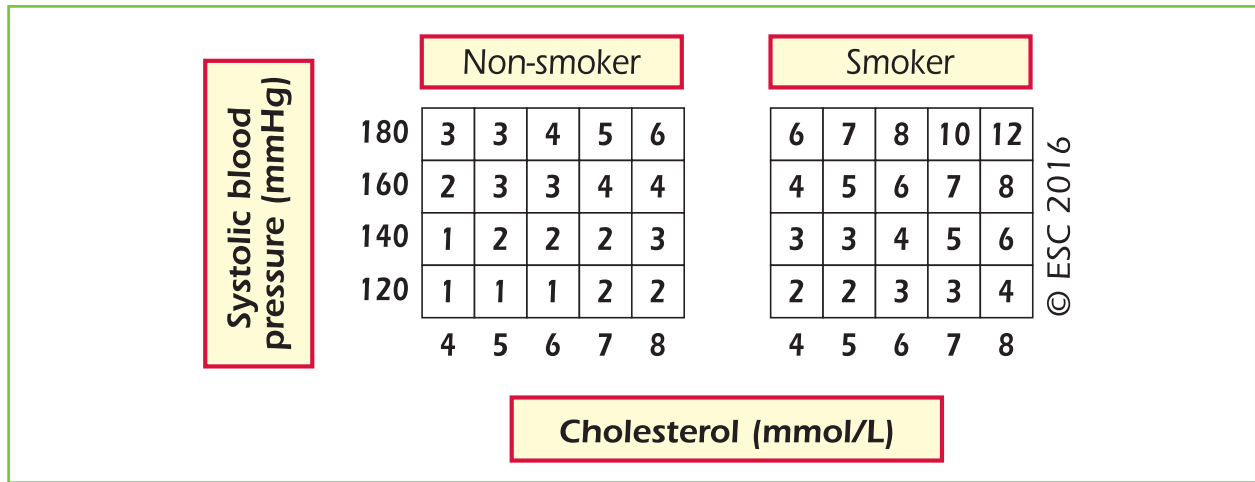 Non-smoker Smoker
Systolic blood
pressure (mmHg)
180 3 3 4 5 6 6 7 8 10 12
160 2 3 3 4 4 4 5 6 7 8
140 1 2 2 2 3 3 3 4 5 6
120 1 1 1 2 2 2 2 3 3 4
4 5 6 7 8 4 5 6 7 8
Cholesterol (mmol/L)
© ESC 2016